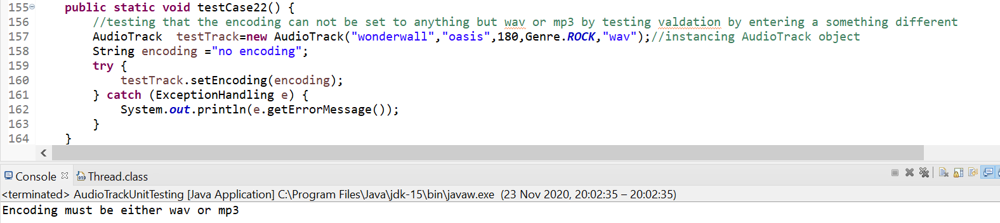 155 public static void testCase22() {
156 //testing that the encoding can not be set to anything but wav or mp3 by testing valdation by entering a something different
157 AudioTrack  testTrack=new AudioTrack("wonderwall","oasis",180,Genre.ROCK,"wav");//instancing AudioTrack object
158 String encoding ="no encoding";
159 try {
160 testTrack.setEncoding(encoding);
161 } catch (ExceptionHandling e) {
162 System.out.println(e.getErrorMessage());
163 }
164 }
Console Thread.class
<terminated> AudioTrackUnitTesting [Java Application] C:\Program Files\Java\jdk-15\bin\javaw.exe  (23 Nov 2020, 20:02:35 – 20:02:35)
Encoding must be either wav or mp3